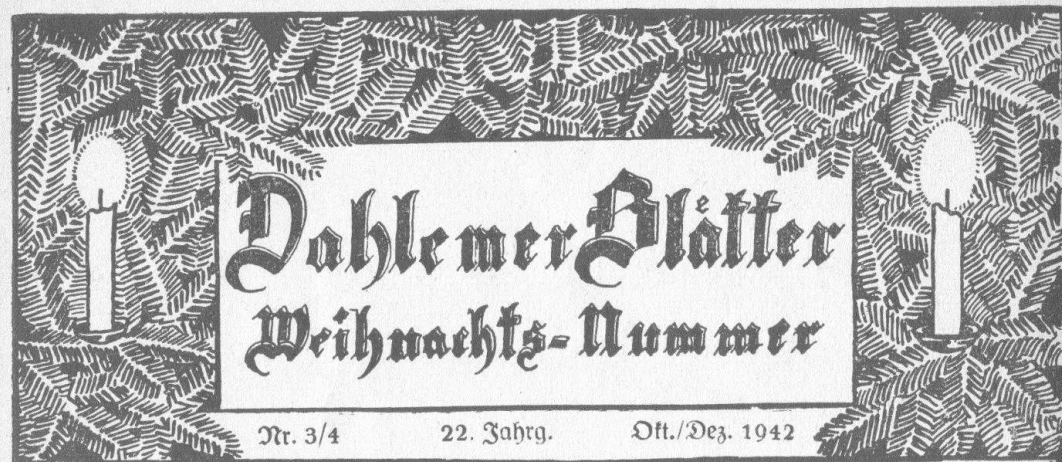 Dahlemer Blätter
Weihnachts-Nummer
Nr. 3/4 22. Jahrg. Okt./Dez. 1942